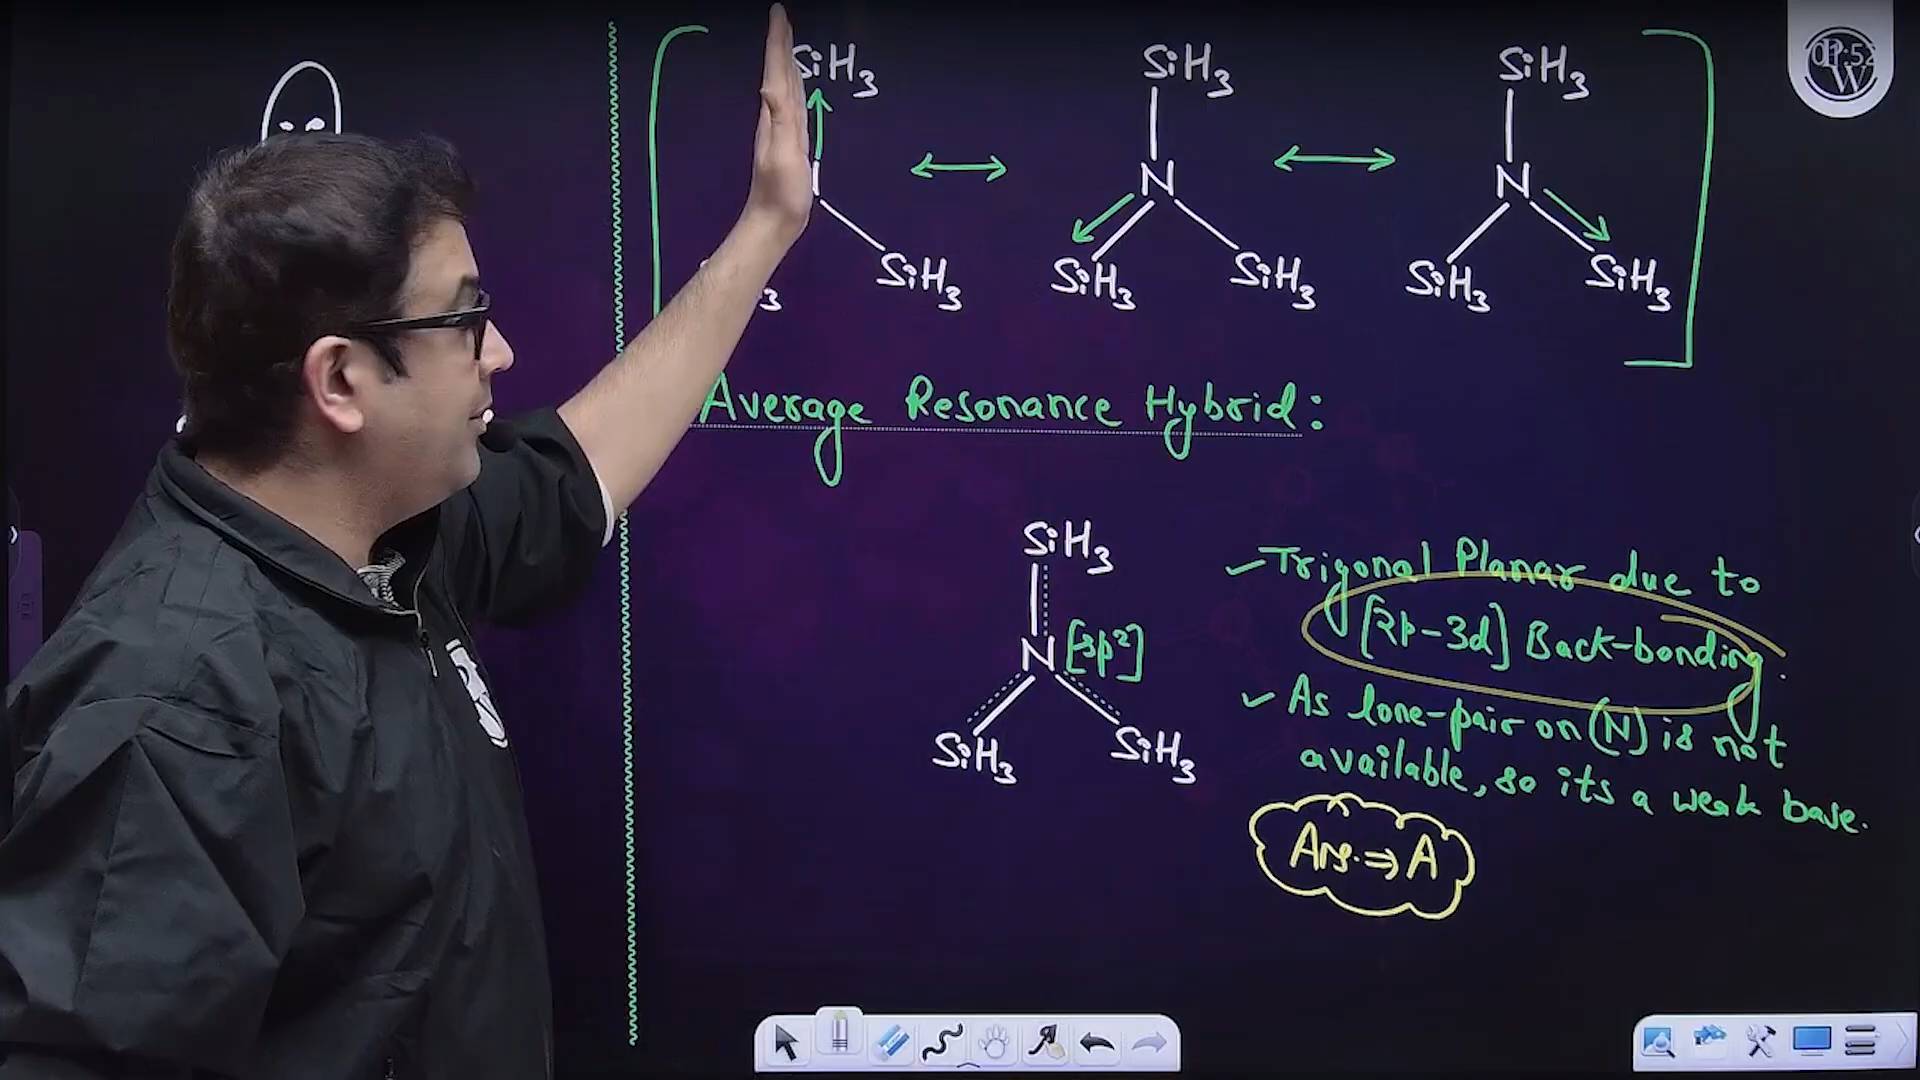 SiH3 SiH3 SiH3
N N
SiH3 SiH3 SiH3 SiH3 SiH3
Average Resonance Hybrid:
SiH3
N [sp²]
SiH3 SiH3
Trigonal Planar due to
[2p-3d] Back-bonding
As lone-pair on (N) is not
available, so its a weak base.
Ans. ⇒ A
PW